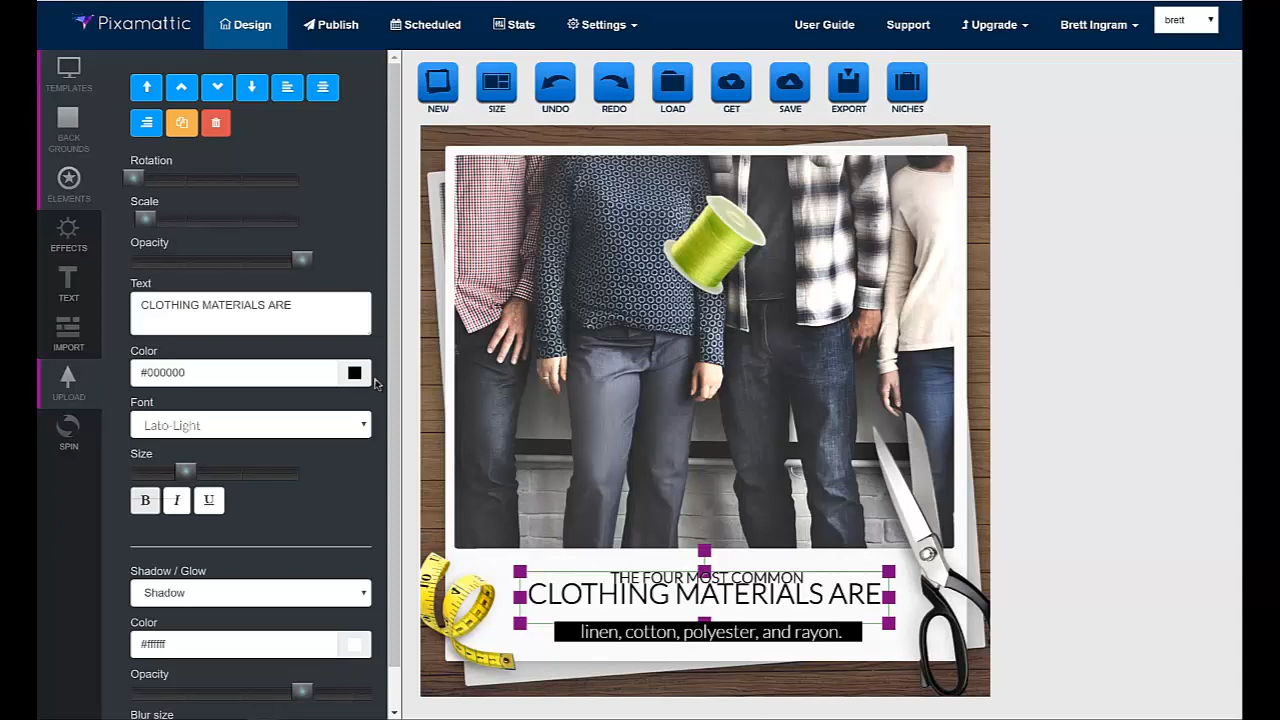 Pixamattic Design Publish Scheduled Stats Settings User Guide Support Upgrade Brett Ingram brett
TEMPLATES
BACK
GROUNDS
ELEMENTS
EFFECTS
TEXT
IMPORT
UPLOAD
SPIN
Rotation
Scale
Opacity
Text
CLOTHING MATERIALS ARE
Color
#000000
Font
Lato-Light
Size
B I U
Shadow / Glow
Shadow
Color
#ffffff
Opacity
Blur size
NEW SIZE UNDO REDO LOAD GET SAVE EXPORT NICHES
THE FOUR MOST COMMON
CLOTHING MATERIALS ARE
linen, cotton, polyester, and rayon.